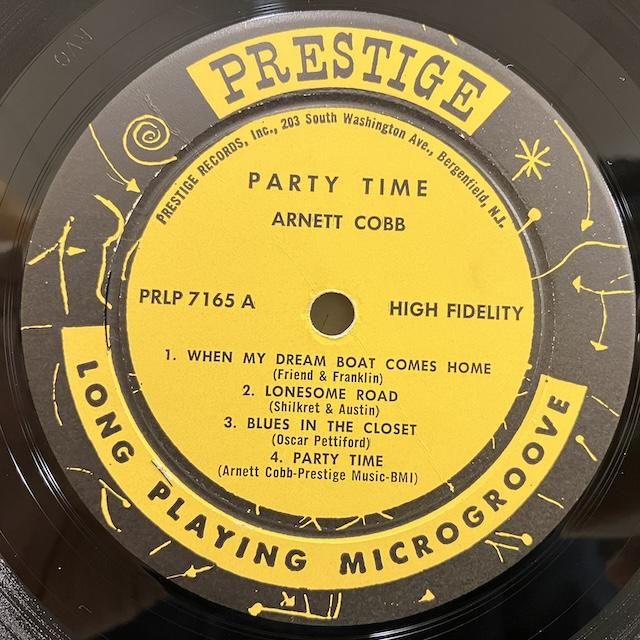 PRESTIGE
PRESTIGE RECORDS, Inc., 203 South Washington Ave., Bergenfield, N.J.
PARTY TIME
ARNETT COBB
PRLP 7165 A
HIGH FIDELITY
1. WHEN MY DREAM BOAT COMES HOME
(Friend & Franklin)
2. LONESOME ROAD
(Shilkret & Austin)
3. BLUES IN THE CLOSET
(Oscar Pettiford)
4. PARTY TIME
(Arnett Cobb-Prestige Music-BMI)
LONG PLAYING MICROGROOVE